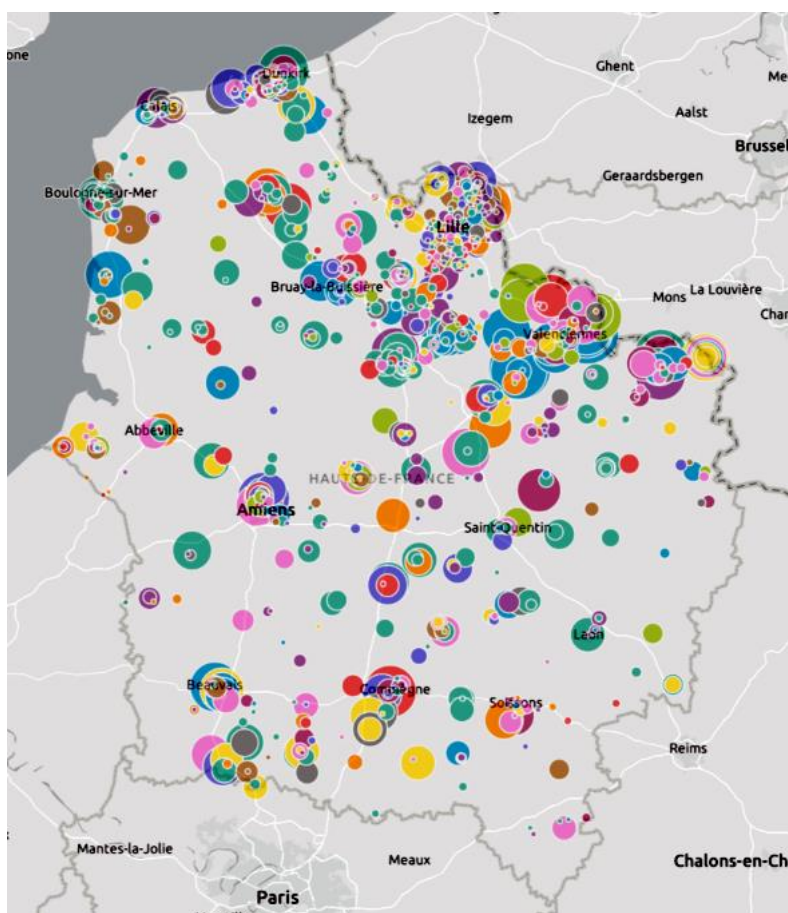 one
Dunkirk
Calais
Ghent
Me
Izegem
Aalst
Brussel
Geraardsbergen
Boulogne-sur-Mer
Lille
Bruay-la-Buissière
Mons
La Louvière
Char
Valenciennes
Abbeville
HAUTS-DE-FRANCE
Amiens
Saint-Quentin
Laon
Beauvais
Compiègne
Soissons
Reims
Mantes-la-Jolie
Meaux
Chalons-en-Ch
Paris